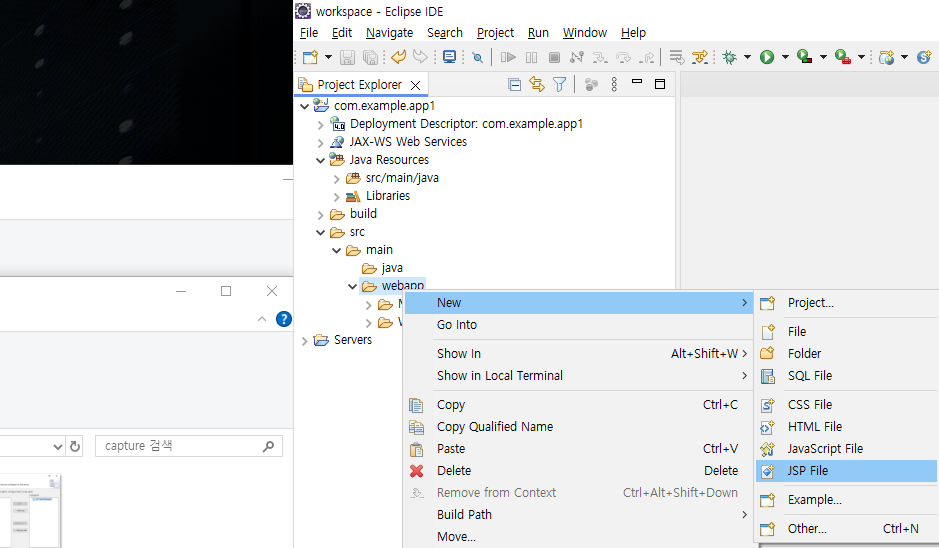 workspace - Eclipse IDE
File Edit Navigate Search Project Run Window Help
Project Explorer
com.example.app1
Deployment Descriptor: com.example.app1
JAX-WS Web Services
Java Resources
src/main/java
Libraries
build
src
main
java
webapp
Servers
capture 검색
New
Go Into
Show In Alt+Shift+W
Show in Local Terminal
Copy Ctrl+C
Copy Qualified Name
Paste Ctrl+V
Delete Delete
Remove from Context Ctrl+Alt+Shift+Down
Build Path
Move...
Project...
File
Folder
SQL File
CSS File
HTML File
JavaScript File
JSP File
Example...
Other... Ctrl+N